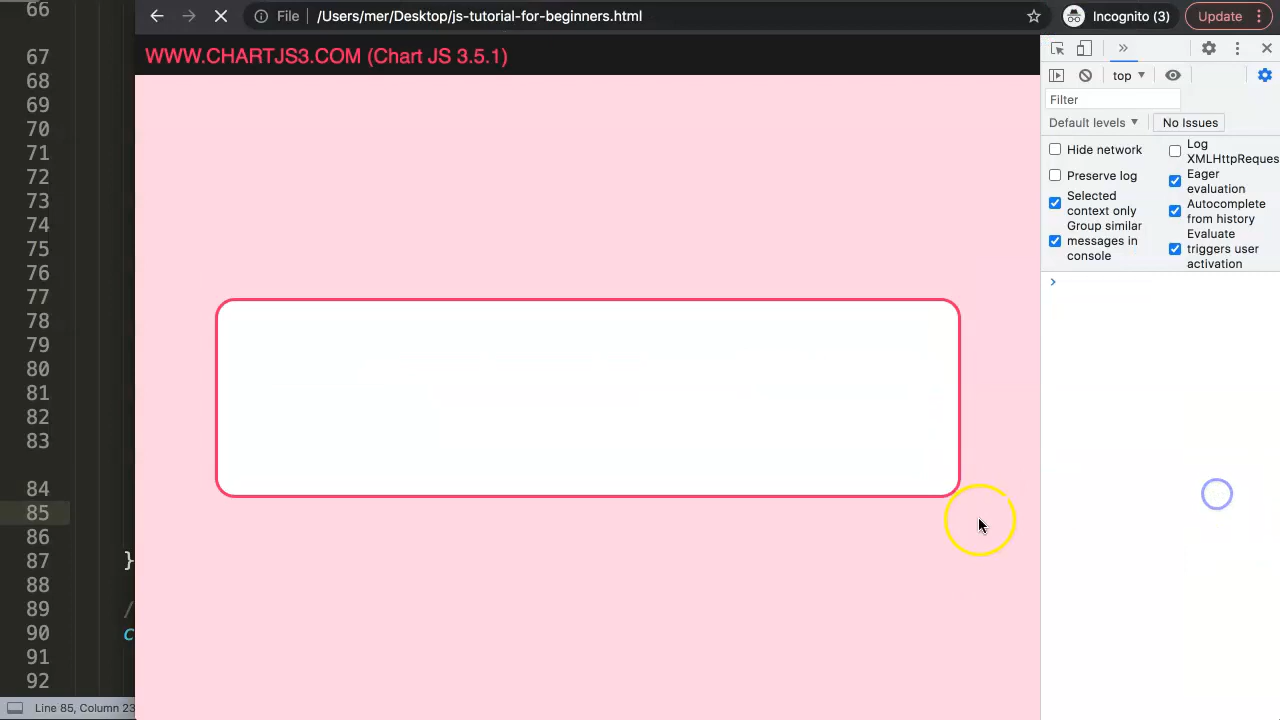 66
67
68
69
70
71
72
73
74
75
76
77
78
79
80
81
82
83
84
85
86
87 }
88
89 /
90 c
91
92
Line 85, Column 23
File /Users/mer/Desktop/js-tutorial-for-beginners.html Incognito (3) Update
WWW.CHARTJS3.COM (Chart JS 3.5.1)
top
Filter
Default levels No Issues
Hide network
Preserve log
Selected
context only
Group similar
messages in
console
Log
XMLHttpReques
Eager
evaluation
Autocomplete
from history
Evaluate
triggers user
activation